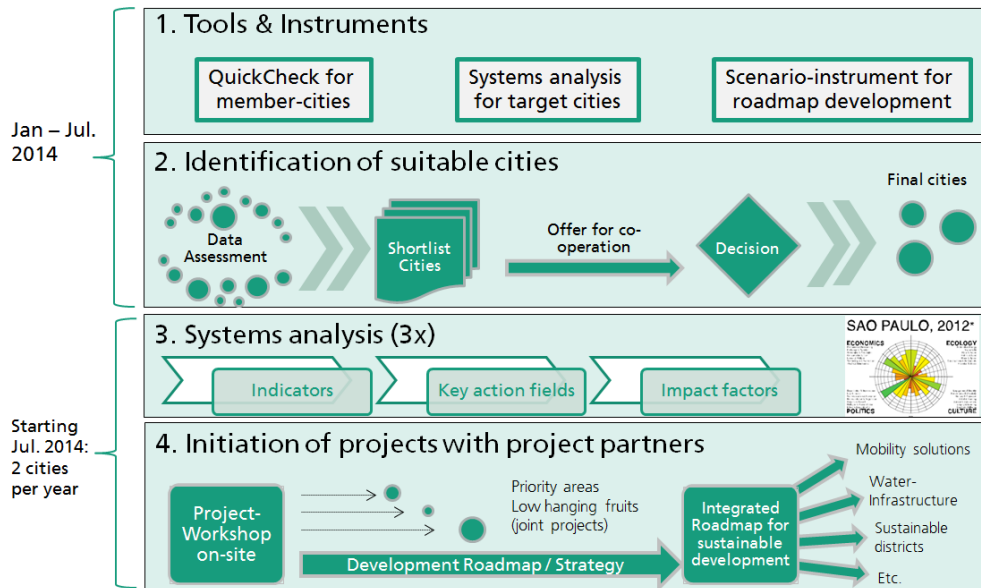 Jan – Jul.
2014
1. Tools & Instruments
QuickCheck for
member-cities
Systems analysis
for target cities
Scenario-instrument for
roadmap development
2. Identification of suitable cities
Data
Assessment
Shortlist
Cities
Offer for co-
operation
Decision
Final cities
Starting
Jul. 2014:
2 cities
per year
3. Systems analysis (3x)
Indicators
Key action fields
Impact factors
SAO PAULO, 2012*
ECONOMICS
ECOLOGY
POLITICS
CULTURE
4. Initiation of projects with project partners
Project-
Workshop
on-site
Priority areas
Low hanging fruits
(joint projects)
Development Roadmap / Strategy
Integrated
Roadmap for
sustainable
development
Mobility solutions
Water-
Infrastructure
Sustainable
districts
Etc.